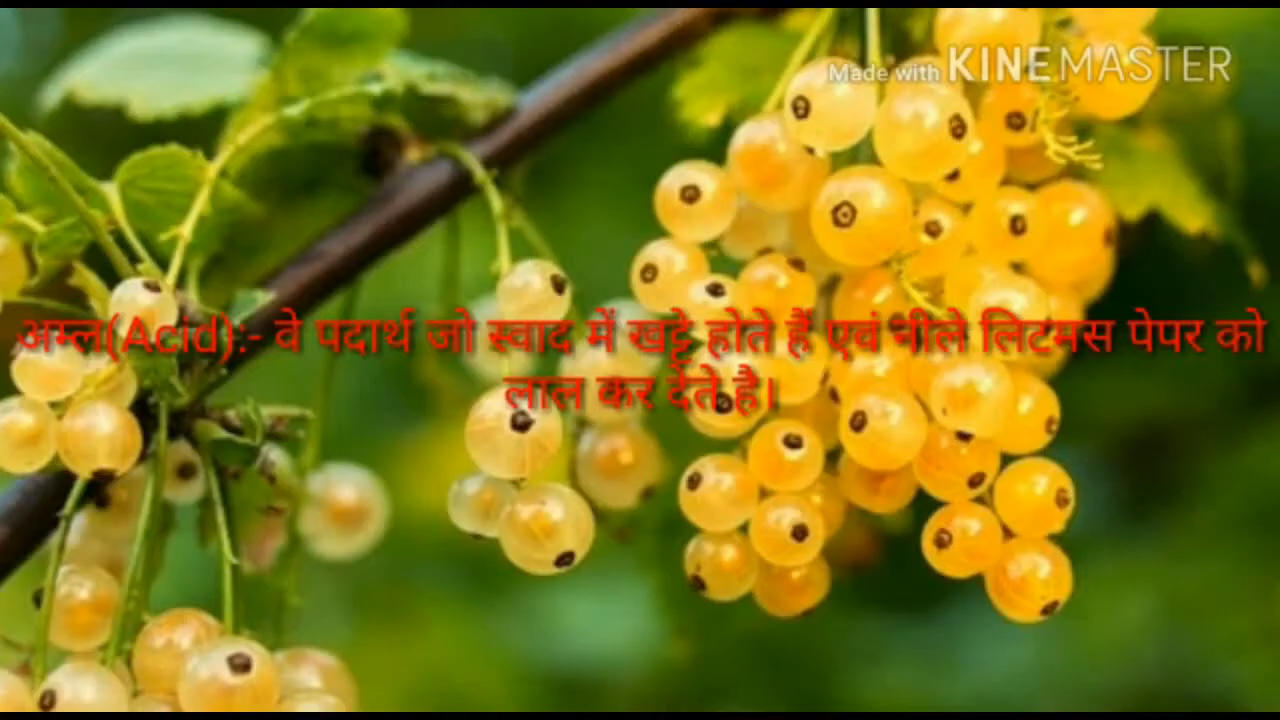 Made with KINEMASTER
अम्ल(Acid):- वे पदार्थ जो स्वाद में खट्टे होते हैं एवं नीले लिटमस पेपर को
लाल कर देते है।